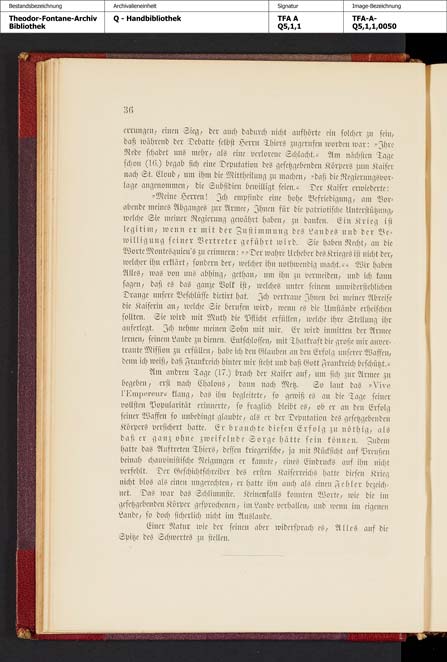 Bestandsbezeichnung
Theodor-Fontane-Archiv
Bibliothek
Archivalieneinheit
Q - Handbibliothek
Signatur
TFA A
Q5,1,1
Image-Bezeichnung
TFA-A-
Q5,1,1,0050
36
errungen, einen Sieg, der auch dadurch nicht aufhörte ein solcher zu sein,
daß während der Debatte selbst Herrn Thiers zugerufen worden war: »Ihre
Rede schadet uns mehr, als eine verlorene Schlacht.« Am nächsten Tage
schon (16.) begab sich eine Deputation des gesetzgebenden Körpers zum Kaiser
nach St. Cloud, um ihm die Mittheilung zu machen, »daß die Regierungsvor-
lage angenommen, die Subsidien bewilligt seien.« Der Kaiser erwiederte:
»Meine Herren! Ich empfinde eine hohe Befriedigung, am Vor-
abende meines Abganges zur Armee, Ihnen für die patriotische Unterstützung,
welche Sie meiner Regierung gewährt haben, zu danken. Ein Krieg ist
legitim, wenn er mit der Zustimmung des Landes und der Be-
willigung seiner Vertreter geführt wird. Sie haben Recht, an die
Worte Montesquieu's zu erinnern: »»Der wahre Urheber des Krieges ist nicht der,
welcher ihn erklärt, sondern der, welcher ihn nothwendig macht.«« Wir haben
Alles, was von uns abhing, gethan, um ihn zu vermeiden, und ich kann
sagen, daß es das ganze Volk ist, welches unter seinem unwiderstehlichen
Drange unsere Beschlüsse dictirt hat. Ich vertraue Ihnen bei meiner Abreise
die Kaiserin an, welche Sie berufen wird, wenn es die Umstände erheischen
sollten. Sie wird mit Muth die Pflicht erfüllen, welche ihre Stellung ihr
auferlegt. Ich nehme meinen Sohn mit mir. Er wird inmitten der Armee
lernen, seinem Lande zu dienen. Entschlossen, mit Thatkraft die große mir anver-
traute Mission zu erfüllen, habe ich den Glauben an den Erfolg unserer Waffen,
denn ich weiß, daß Frankreich hinter mir steht und daß Gott Frankreich beschützt.«
Am andren Tage (17.) brach der Kaiser auf, um sich zur Armee zu
begeben, erst nach Chalons, dann nach Metz. So laut das »Vive
l'Empereur« klang, das ihn begleitete, so gewiß es an die Tage seiner
vollsten Popularität erinnerte, so fraglich bleibt es, ob er an den Erfolg
seiner Waffen so unbedingt glaubte, als er der Deputation des gesetzgebenden
Körpers versichert hatte. Er brauchte diesen Erfolg zu nöthig, als
daß er ganz ohne zweifelnde Sorge hätte sein können. Zudem
hatte das Auftreten Thiers, dessen kriegerische, ja mit Rücksicht auf Preußen
beinah chauvinistische Neigungen er kannte, eines Eindrucks auf ihn nicht
verfehlt. Der Geschichtschreiber des ersten Kaiserreichs hatte diesen Krieg
nicht blos als einen ungerechten, er hatte ihn auch als einen Fehler bezeich-
net. Das war das Schlimmste. Keinenfalls konnten Worte, wie die im
gesetzgebenden Körper gesprochenen, im Lande verhallen, und wenn im eigenen
Lande, so doch sicherlich nicht im Auslande.
Einer Natur wie der seinen aber widersprach es, Alles auf die
Spitze des Schwertes zu stellen.